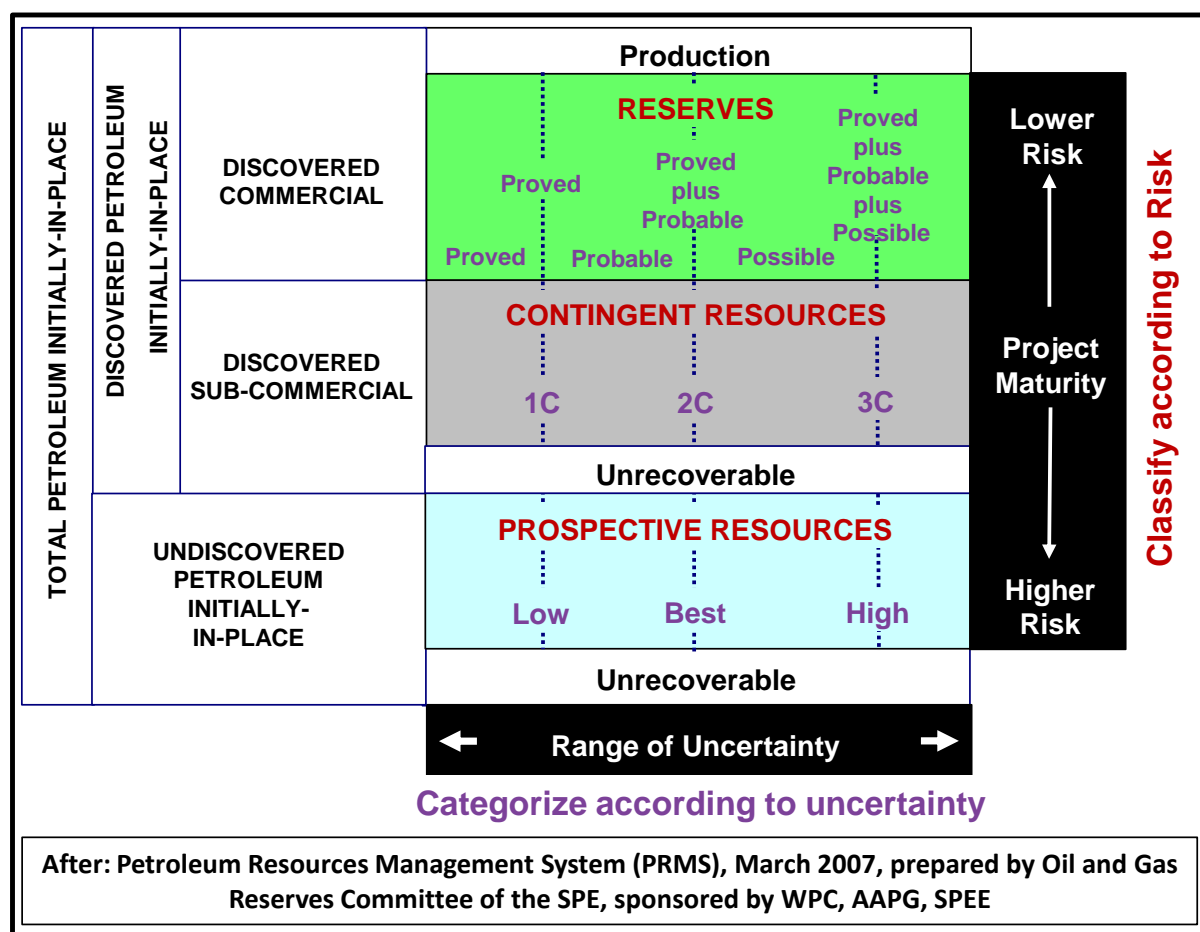 TOTAL PETROLEUM INITIALLY-IN-PLACE
DISCOVERED PETROLEUM
INITIALLY-IN-PLACE
DISCOVERED
COMMERCIAL
DISCOVERED
SUB-COMMERCIAL
UNDISCOVERED
PETROLEUM
INITIALLY-
IN-PLACE
Production
RESERVES
Proved
Proved
plus
Probable
Proved
plus
Probable
plus
Possible
Proved
Probable
Possible
CONTINGENT RESOURCES
1C
2C
3C
Unrecoverable
PROSPECTIVE RESOURCES
Low
Best
High
Unrecoverable
Range of Uncertainty
Categorize according to uncertainty
Lower
Risk
Project
Maturity
Higher
Risk
Classify according to Risk
After: Petroleum Resources Management System (PRMS), March 2007, prepared by Oil and Gas
Reserves Committee of the SPE, sponsored by WPC, AAPG, SPEE